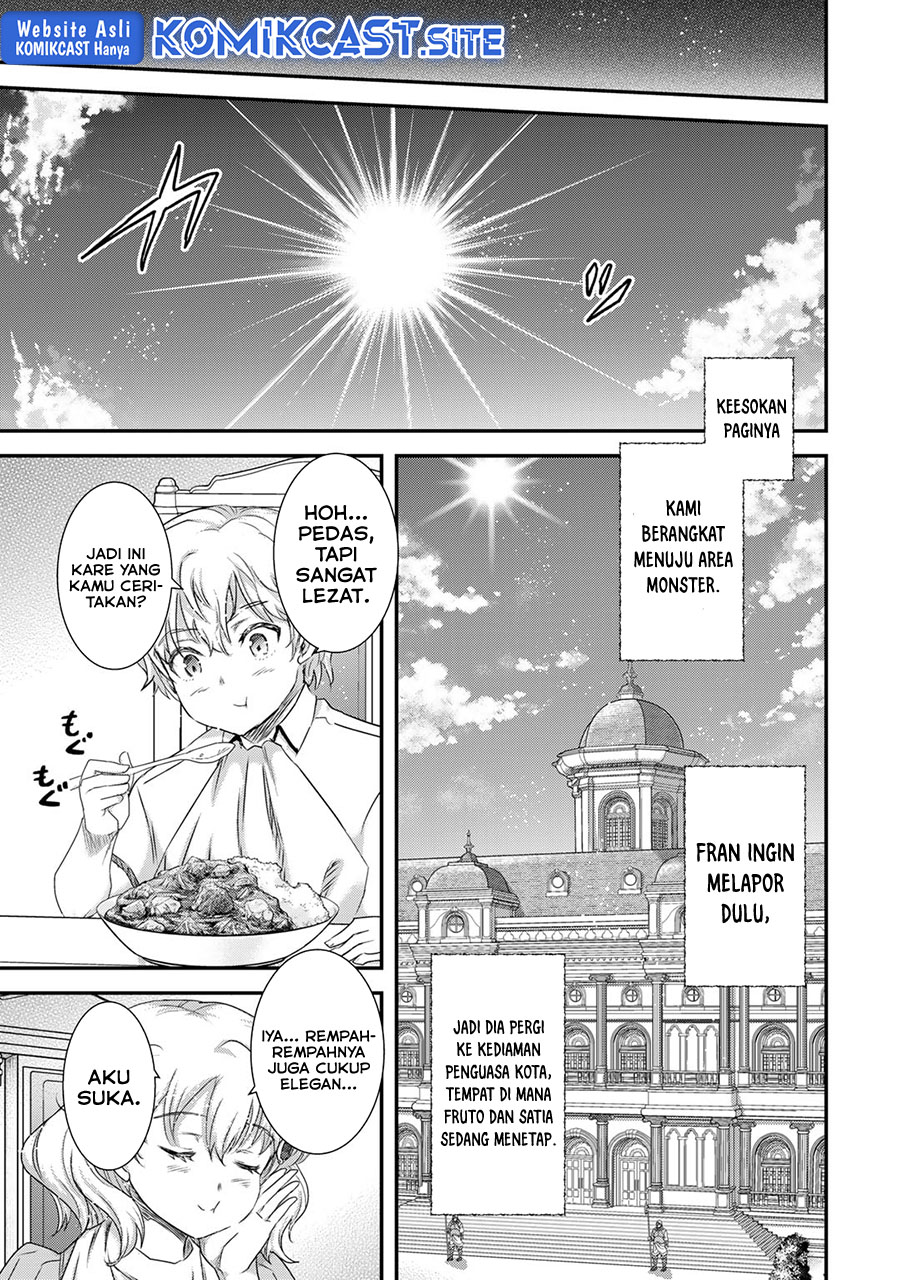 Website Asli
KOMIKCAST Hanya
KOMIKCAST.SITE
カッ
KEESOKAN
PAGINYA
KAMI
BERANGKAT
MENUJU AREA
MONSTER.
FRAN INGIN
MELAPOR
DULU,
JADI DIA PERGI
KE KEDIAMAN
PENGUASA KOTA,
TEMPAT DI MANA
FRUTO DAN SATIA
SEDANG MENETAP.
HOH...
PEDAS,
TAPI
SANGAT
LEZAT.
JADI INI
KARE YANG
KAMU CERI-
TAKAN?
もぐ
もぐ
IYA... REMPAH-
REMPAHNYA
JUGA CUKUP
ELEGAN...
AKU
SUKA.